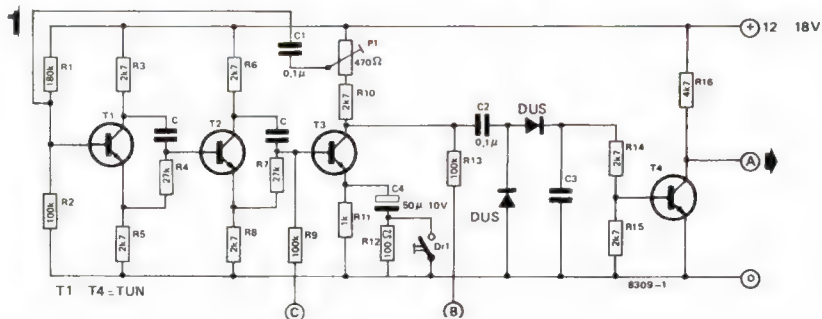 1
C1
0,1µ
P1
470Ω
+ 12 18V
R1
180k
R3
2k7
R6
2k7
R10
2k7
R16
4k7
T1
C
T2
C
T3
C2
0,1µ
DUS
R4
27k
R7
27k
R13
100k
R14
2k7
T4
A
C4
50µ 10V
C3
DUS
R2
100k
R5
2k7
R8
2k7
R9
100k
R11
1k
R12
100Ω
Dr1
R15
2k7
8309-1
O
T1 T4=TUN
C
B